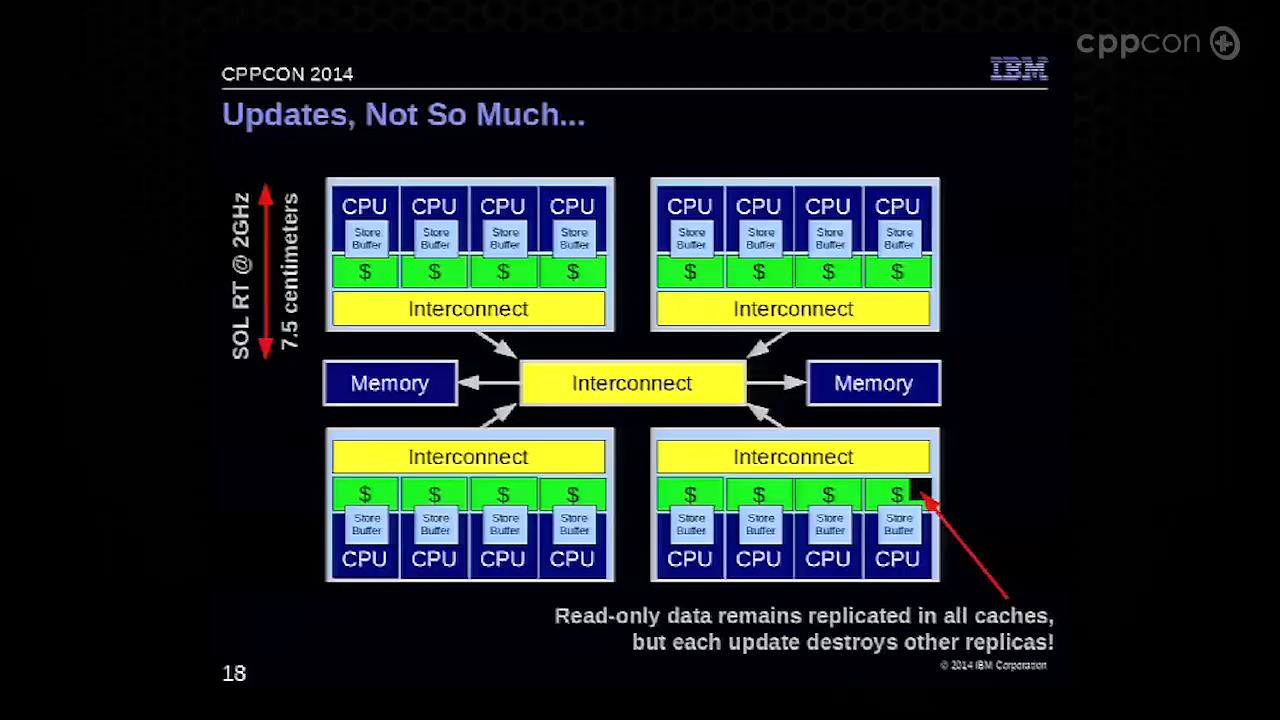 cppcon
CPPCON 2014
IBM
Updates, Not So Much...
SOL RT @ 2GHz
7.5 centimeters
CPU CPU CPU CPU
Store Buffer Store Buffer Store Buffer Store Buffer
$ $ $ $
Interconnect
CPU CPU CPU CPU
Store Buffer Store Buffer Store Buffer Store Buffer
$ $ $ $
Interconnect
Memory
Interconnect
Memory
Interconnect
$ $ $ $
Store Buffer Store Buffer Store Buffer Store Buffer
CPU CPU CPU CPU
Interconnect
$ $ $ $
Store Buffer Store Buffer Store Buffer Store Buffer
CPU CPU CPU CPU
Read-only data remains replicated in all caches,
but each update destroys other replicas!
18
© 2014 IBM Corporation